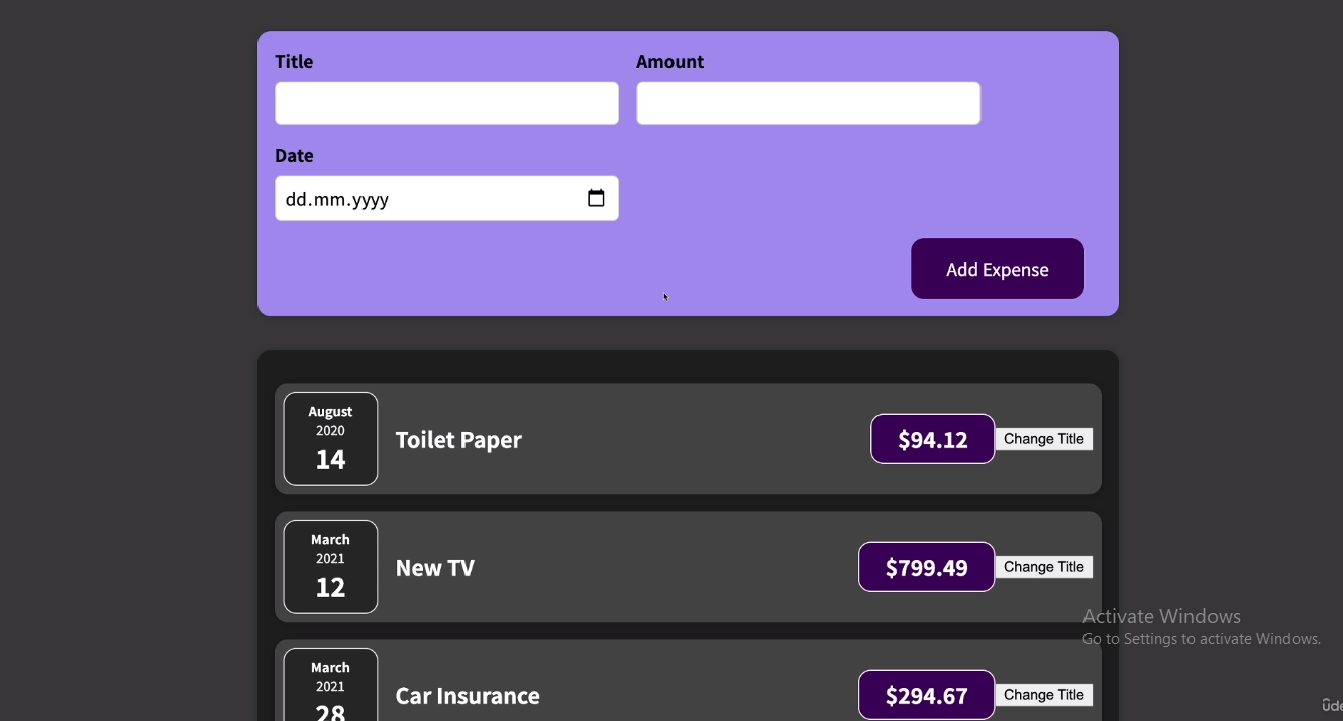 Title
Amount
Date
dd.mm.yyyy
Add Expense
August
2020
14
Toilet Paper
$94.12
Change Title
March
2021
12
New TV
$799.49
Change Title
March
2021
28
Car Insurance
$294.67
Change Title
Activate Windows
Go to Settings to activate Windows.